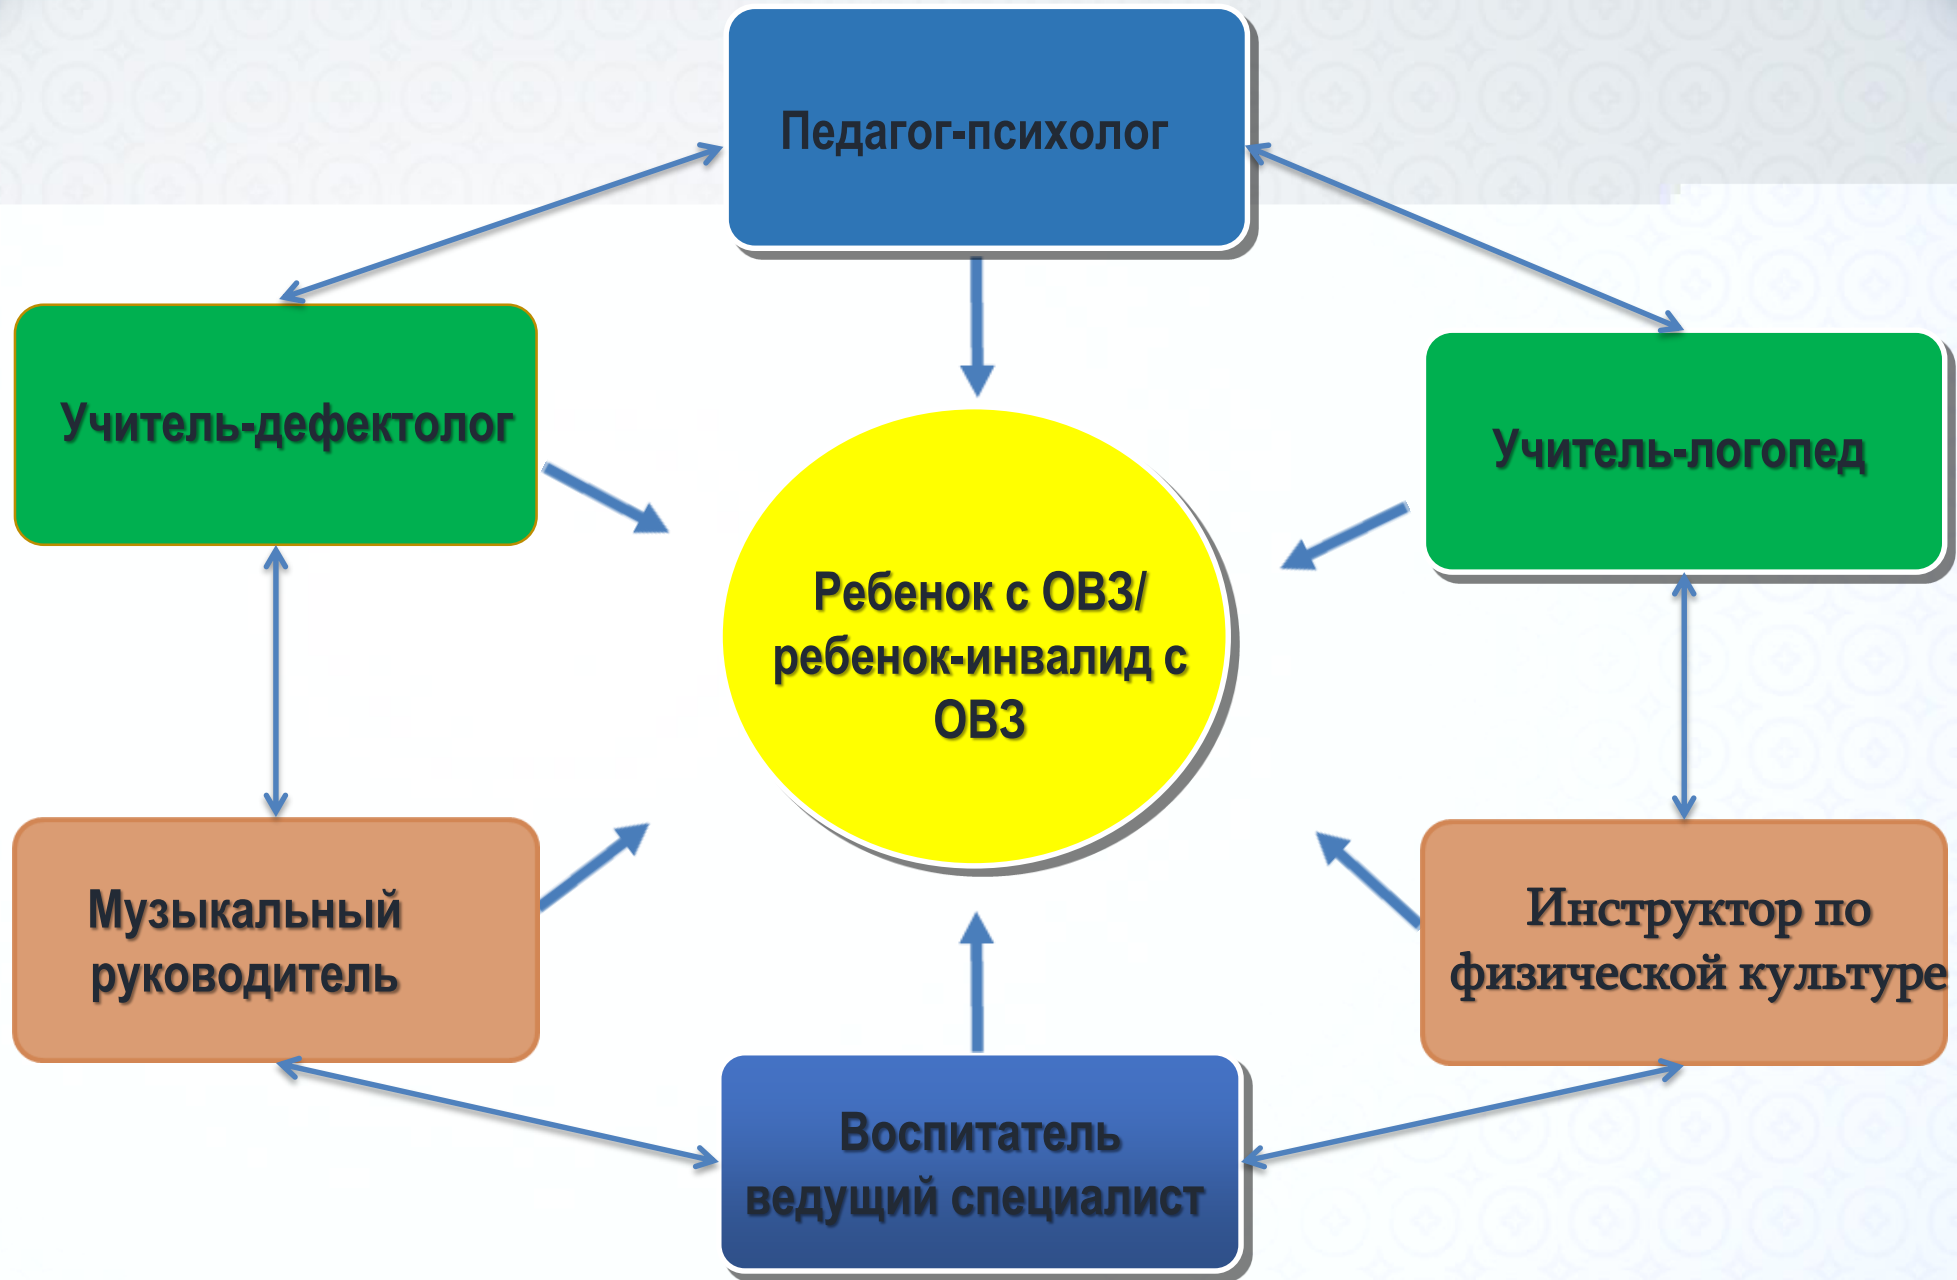 Педагог-психолог
Учитель-дефектолог
Учитель-логопед
Ребенок с ОВЗ/
ребенок-инвалид с
ОВЗ
Музыкальный
руководитель
Инструктор по
физической культуре
Воспитатель
ведущий специалист